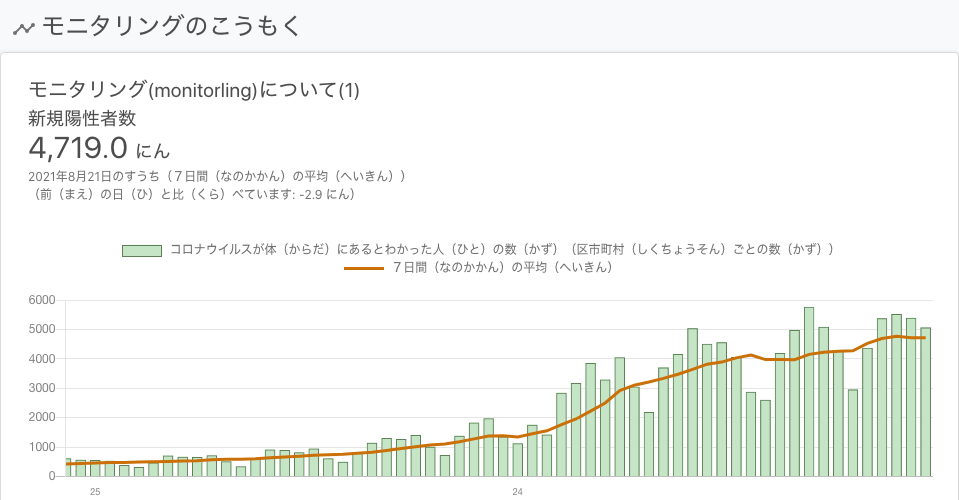 モニタリングのこうもく
モニタリング(monitorling)について(1)
新規陽性者数
4,719.0 にん
2021年8月21日のすうち（７日間（なのかかん）の平均（へいきん））
（前（まえ）の日（ひ）と比（くら）べています: -2.9 にん）
コロナウイルスが体（からだ）にあるとわかった人（ひと）の数（かず）（区市町村（しくちょうそん）ごとの数（かず））
７日間（なのかかん）の平均（へいきん）
6000
5000
4000
3000
2000
1000
0
25 24